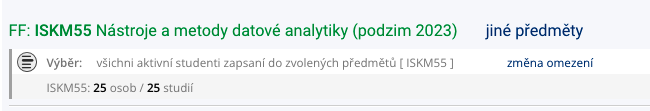 FF: ISKM55 Nástroje a metody datové analytiky (podzim 2023) jiné předměty
Výběr: všichni aktivní studenti zapsaní do zvolených předmětů [ ISKM55 ] změna omezení
ISKM55: 25 osob / 25 studií